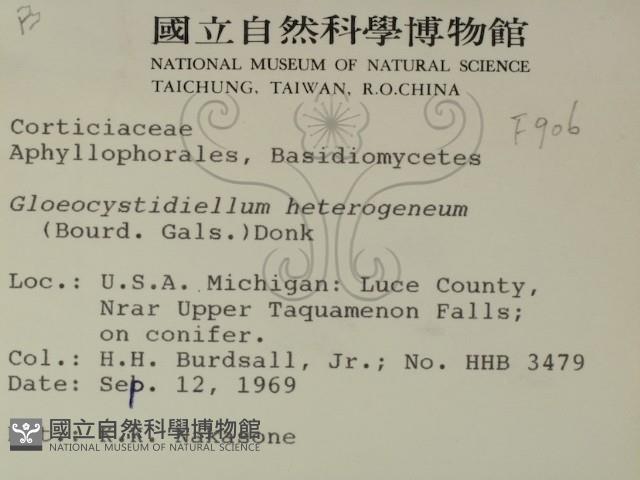 國立自然科學博物館
NATIONAL MUSEUM OF NATURAL SCIENCE
TAICHUNG, TAIWAN, R.O.CHINA
F906
Corticiaceae
Aphyllophorales, Basidiomycetes
Gloeocystidiellum heterogeneum
(Bourd. Gals.)Donk
Loc.: U.S.A. Michigan: Luce County,
Nrar Upper Taquamenon Falls;
on conifer.
Col.: H.H. Burdsall, Jr.; No. HHB 3479
Date: Sep. 12, 1969
K.K. Nakasone
國立自然科學博物館
NATIONAL MUSEUM OF NATURAL SCIENCE